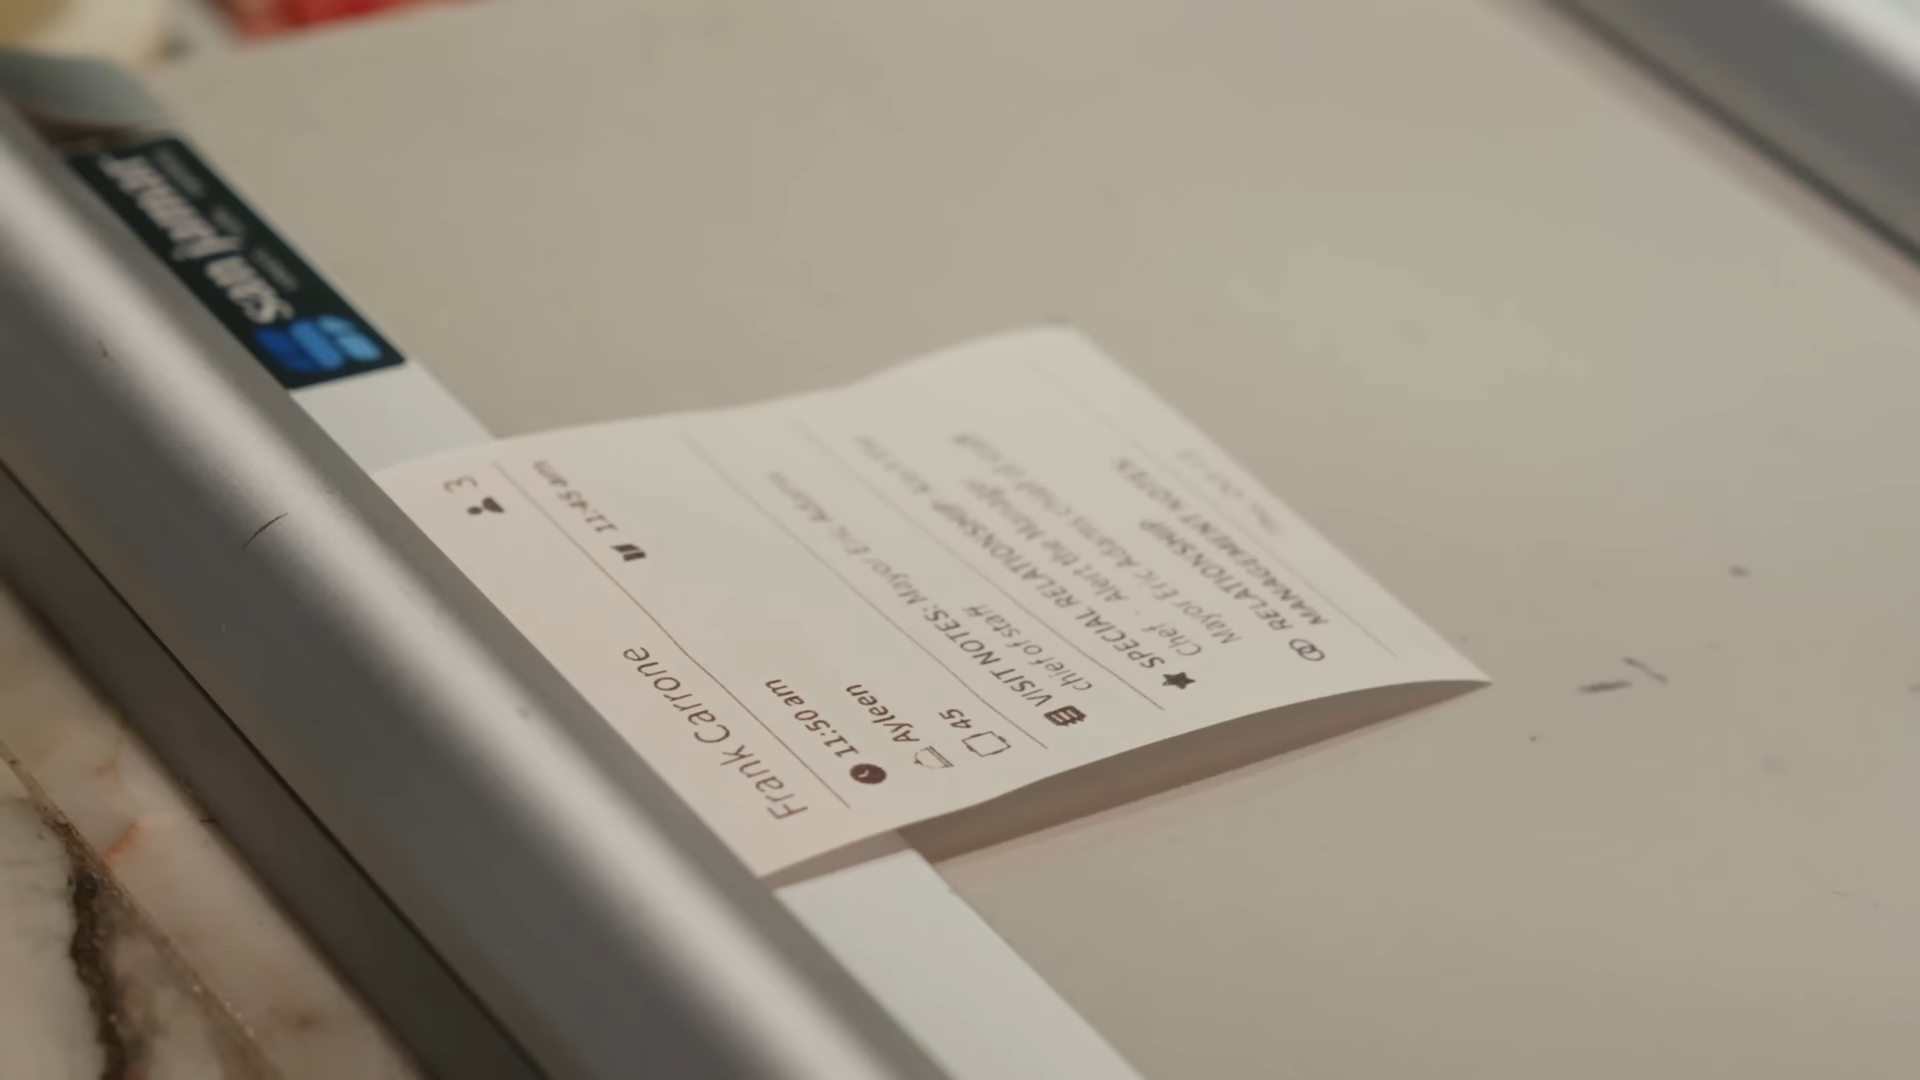 Frank Carrone
3
11:50 am
11:45 am
Ayleen
45
VISIT NOTES: Mayor Eric Adams
chief of staff
SPECIAL RELATIONSHIP:
Chef. Alert the Manager
Mayor Eric Adams Chief of staff
RELATIONSHIP
MANAGEMENT NOTES: